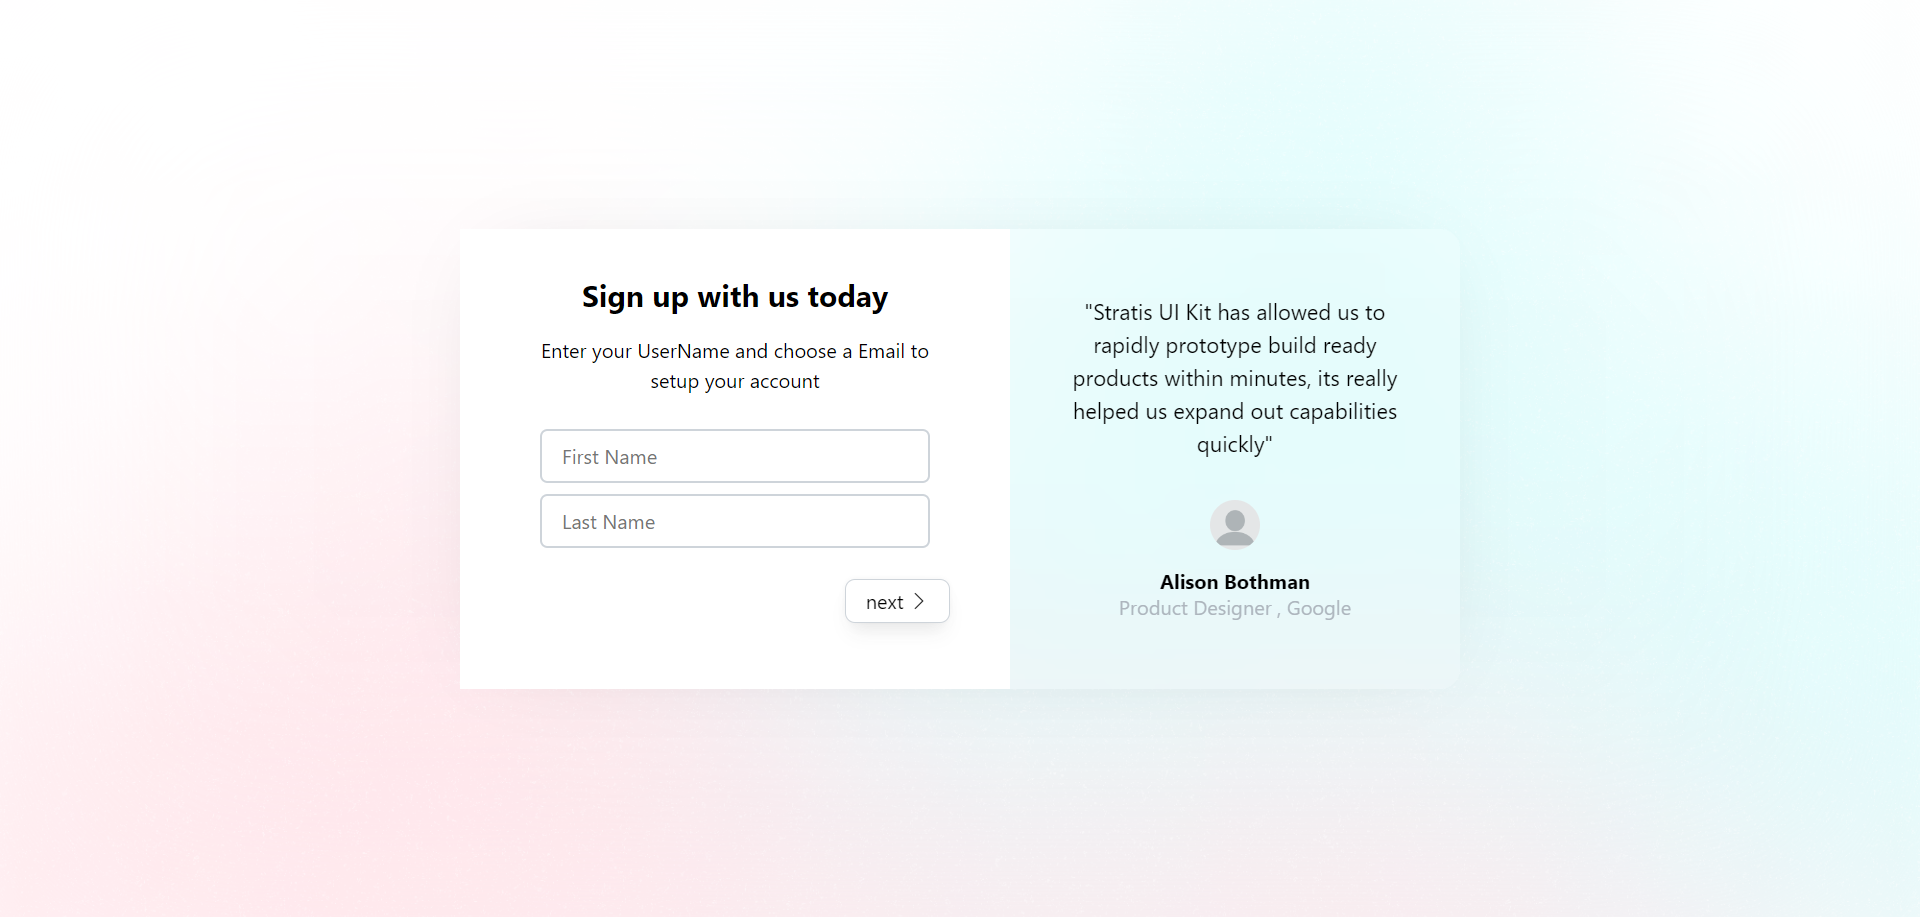 Sign up with us today
Enter your UserName and choose a Email to
setup your account
First Name
Last Name
next
"Stratis UI Kit has allowed us to
rapidly prototype build ready
products within minutes, its really
helped us expand out capabilities
quickly"
Alison Bothman
Product Designer , Google